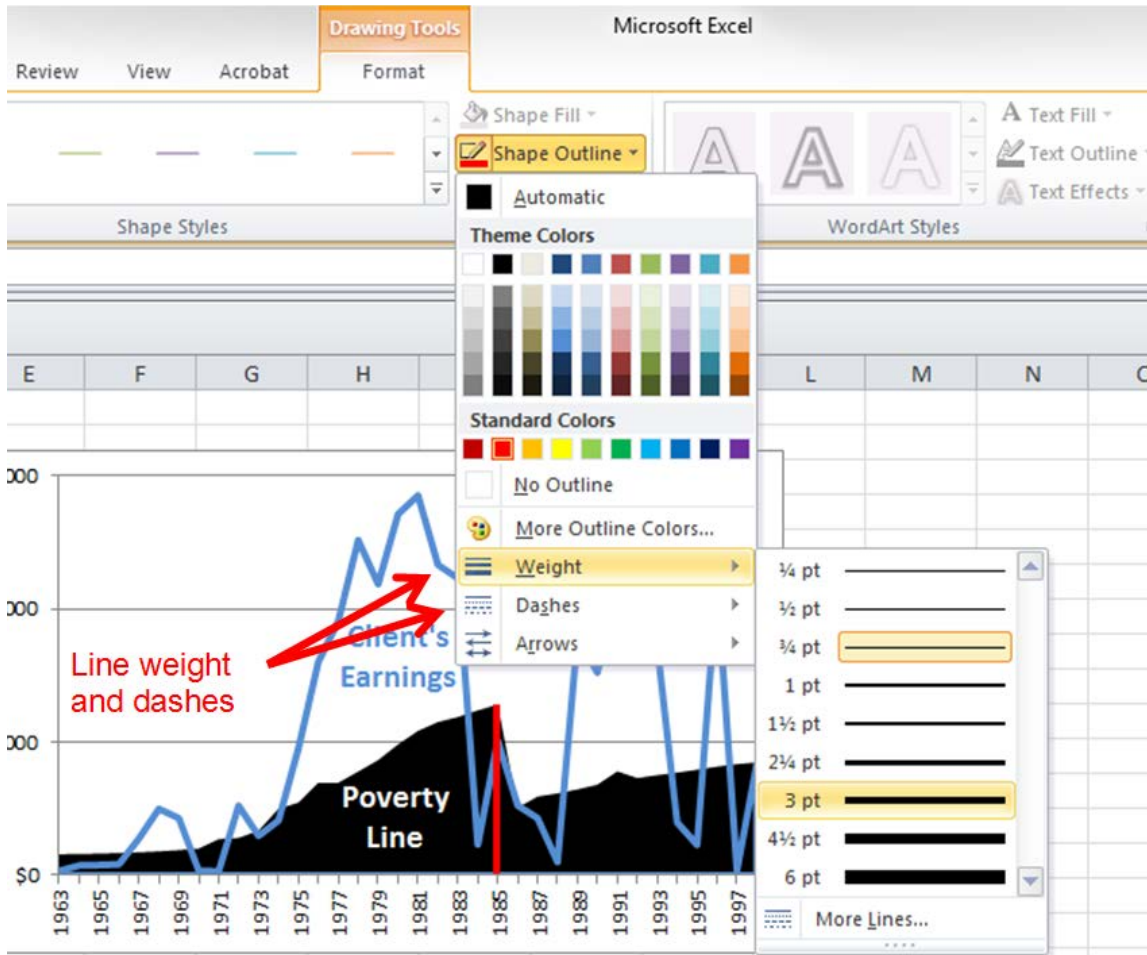 Drawing Tools
Microsoft Excel
Review View Acrobat Format
Shape Fill
Shape Outline
A A A
A Text Fill
Text Outline
A Text Effects
Shape Styles
WordArt Styles
Automatic
Theme Colors
E F G H L M N
Standard Colors
No Outline
More Outline Colors...
Weight
Dashes
Arrows
¼ pt
½ pt
¾ pt
1 pt
1½ pt
2¼ pt
3 pt
4½ pt
6 pt
More Lines...
Line weight
and dashes
Client's
Earnings
Poverty
Line
000
000
000
$0
1963 1965 1967 1969 1971 1973 1975 1977 1979 1981 1983 1985 1987 1989 1991 1993 1995 1997